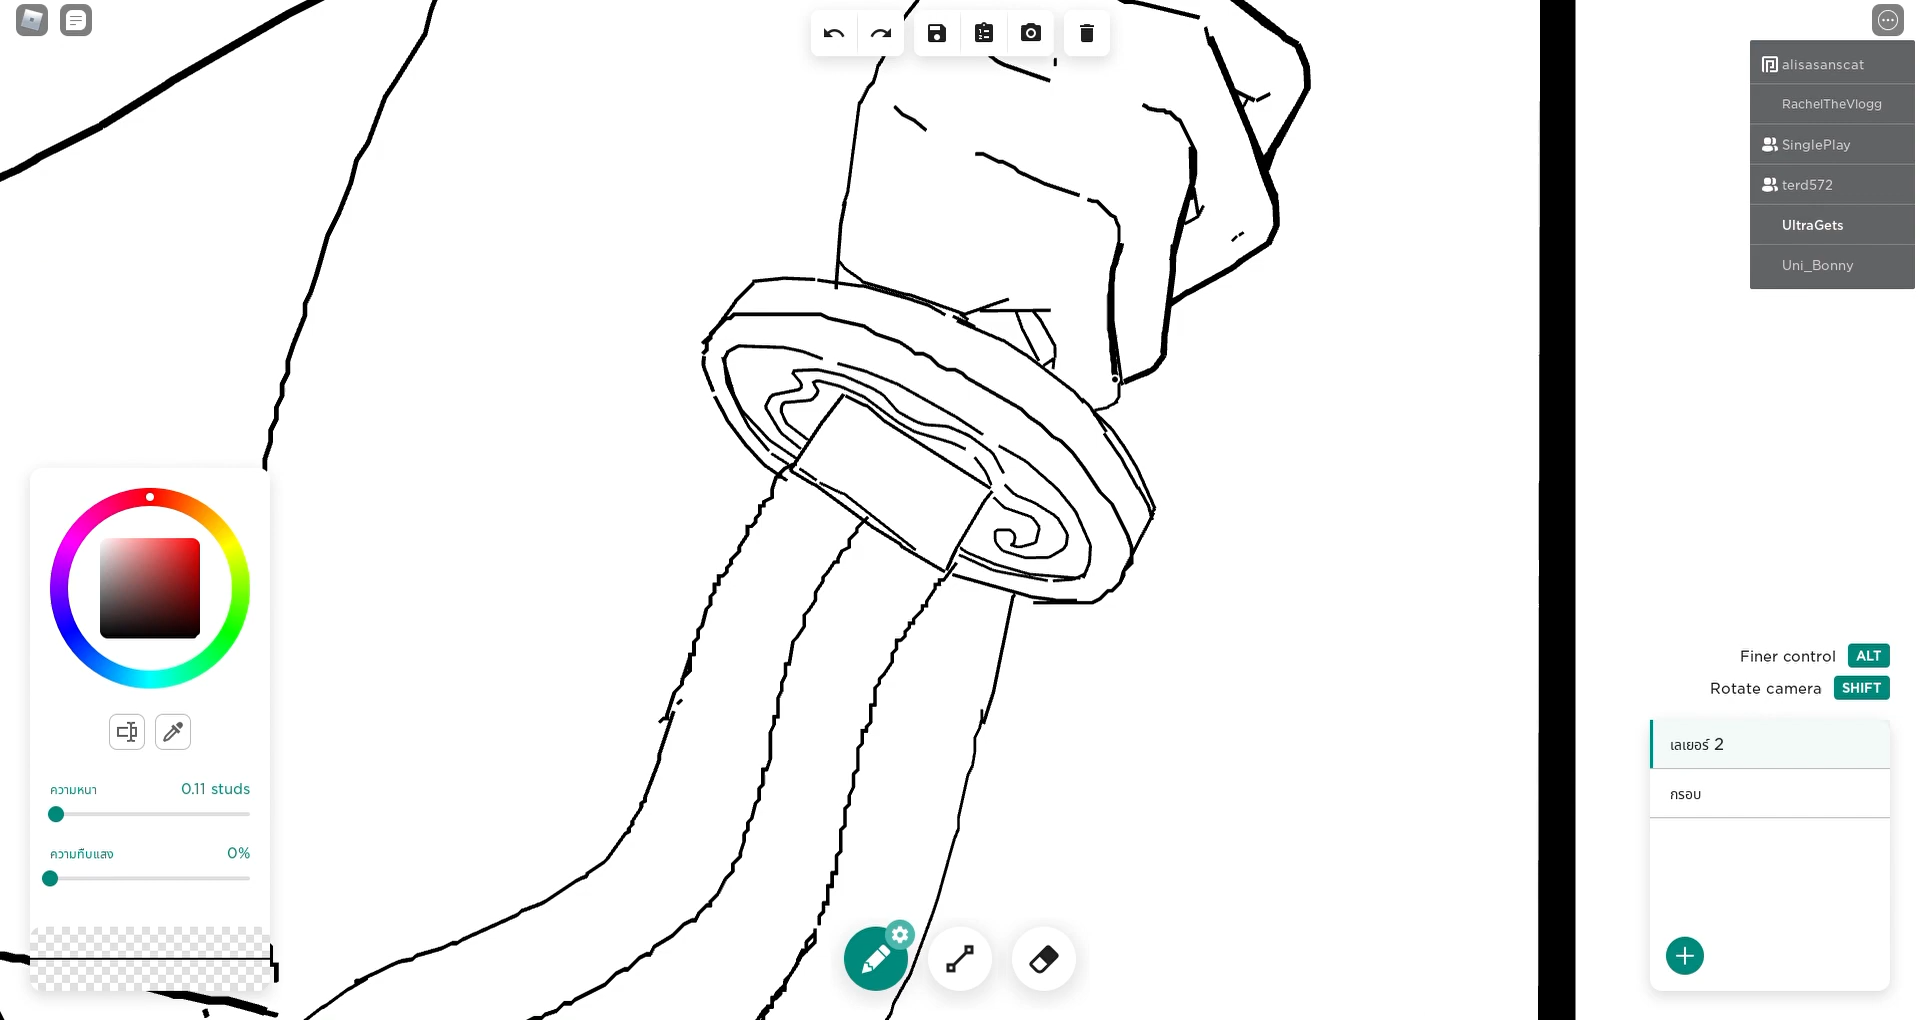 alisasanscat
RachelTheVlogg
SinglePlay
terd572
UltraGets
Uni_Bonny
Finer control ALT
Rotate camera SHIFT
ความหนา 0.11 studs
ความทึบแสง 0%
เลเยอร์ 2
กรอบ